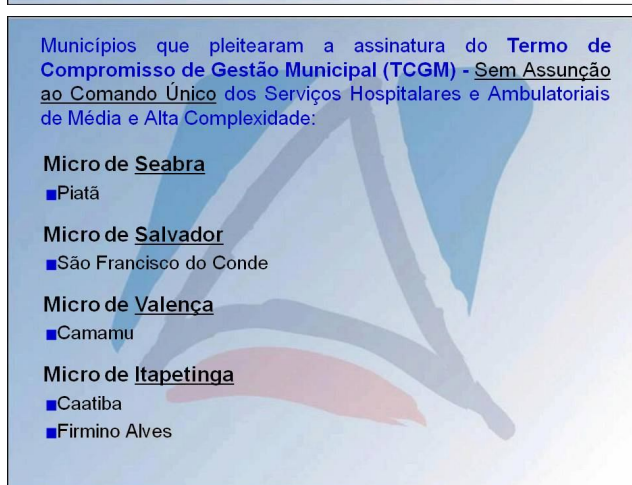 Municípios que pleitearam a assinatura do Termo de
Compromisso de Gestão Municipal (TCGM) - Sem Assunção
ao Comando Único dos Serviços Hospitalares e Ambulatoriais
de Média e Alta Complexidade:
Micro de Seabra
■Piatã
Micro de Salvador
■São Francisco do Conde
Micro de Valença
■Camamu
Micro de Itapetinga
■Caatiba
■Firmino Alves